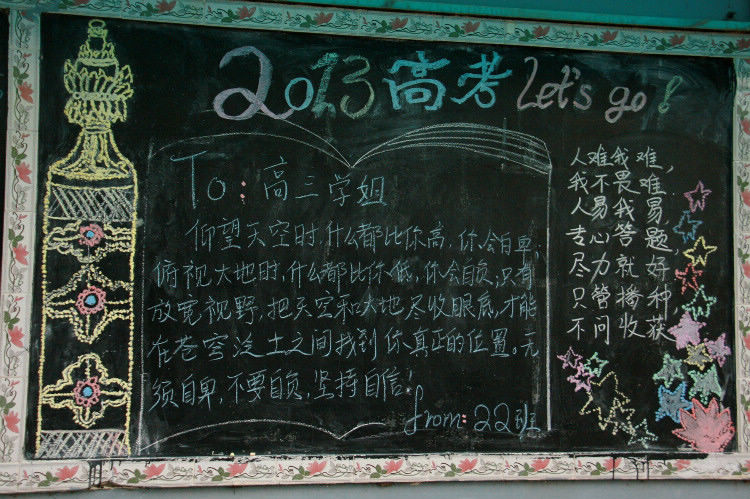 2013高考 Let's go!
To: 高三学姐
仰望天空时,什么都比你高,你会自卑;
俯视大地时,什么都比你低,你会自负,只有
放宽视野,把天空和大地尽收眼底,才能
在苍穹泛土之间找到你真正的位置。无
须自卑,不要自负,坚持自信!
from: 22班
人难我难,
我不畏难.
人易我易,
专心答题
尽力就好
只管播种
不问收获